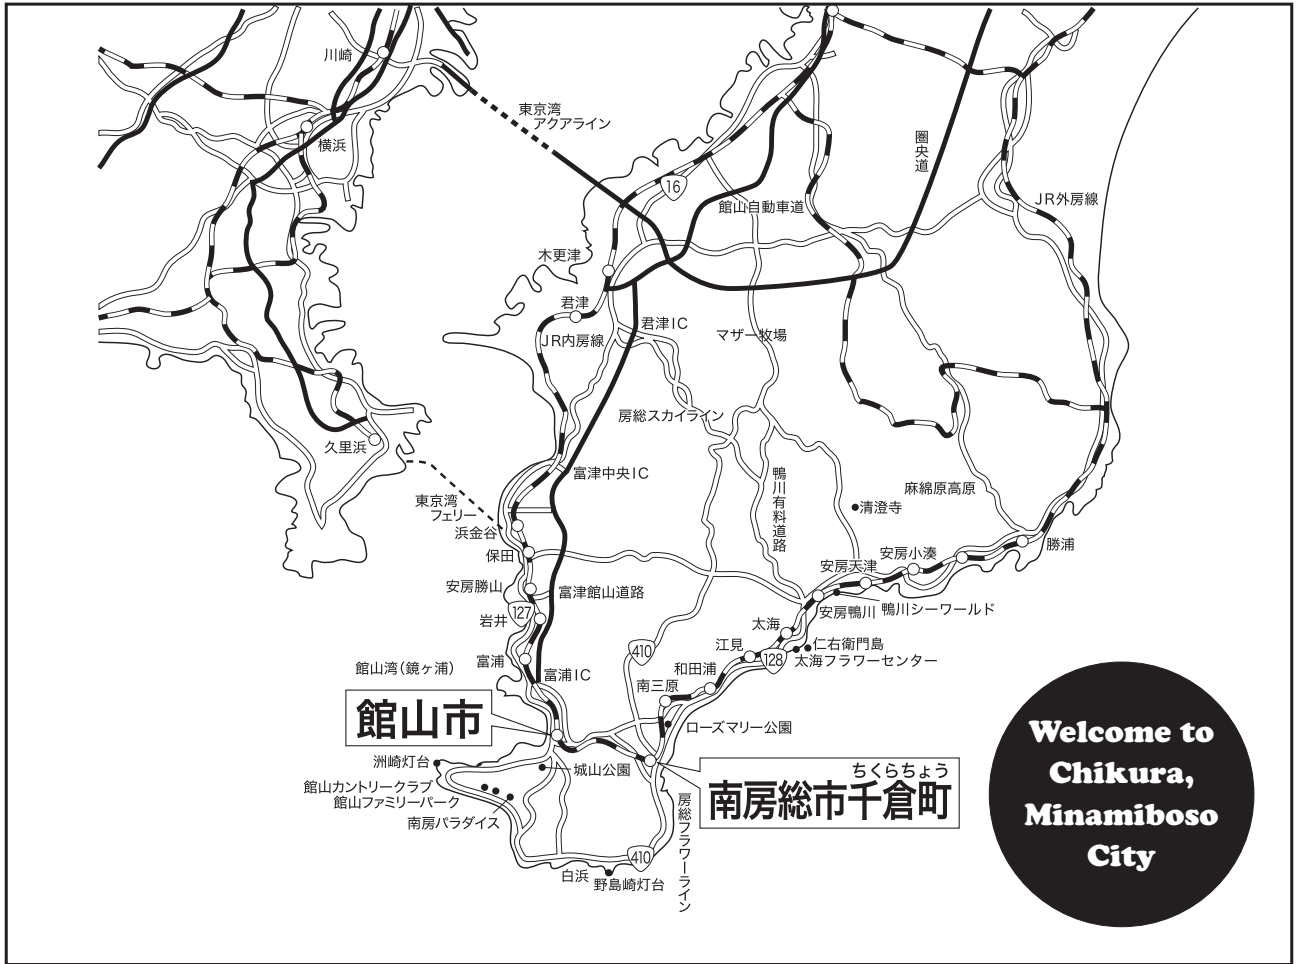 川崎
東京湾
アクアライン
横浜
16
圏央道
JR外房線
館山自動車道
木更津
君津
君津IC
マザー牧場
JR内房線
房総スカイライン
久里浜
富津中央IC
鴨川有料道路
麻綿原高原
清澄寺
東京湾
フェリー
浜金谷
保田
勝浦
安房小湊
安房天津
安房勝山
富津館山道路
127
岩井
安房鴨川
鴨川シーワールド
太海
仁右衛門島
江見
128
太海フラワーセンター
410
館山湾(鏡ヶ浦)
富浦
富浦IC
和田浦
南三原
館山市
ローズマリー公園
洲崎灯台
城山公園
ちくらちょう
南房総市千倉町
館山カントリークラブ
館山ファミリーパーク
南房パラダイス
房総フラワーライン
410
白浜
野島崎灯台
Welcome to
Chikura,
Minamiboso
City